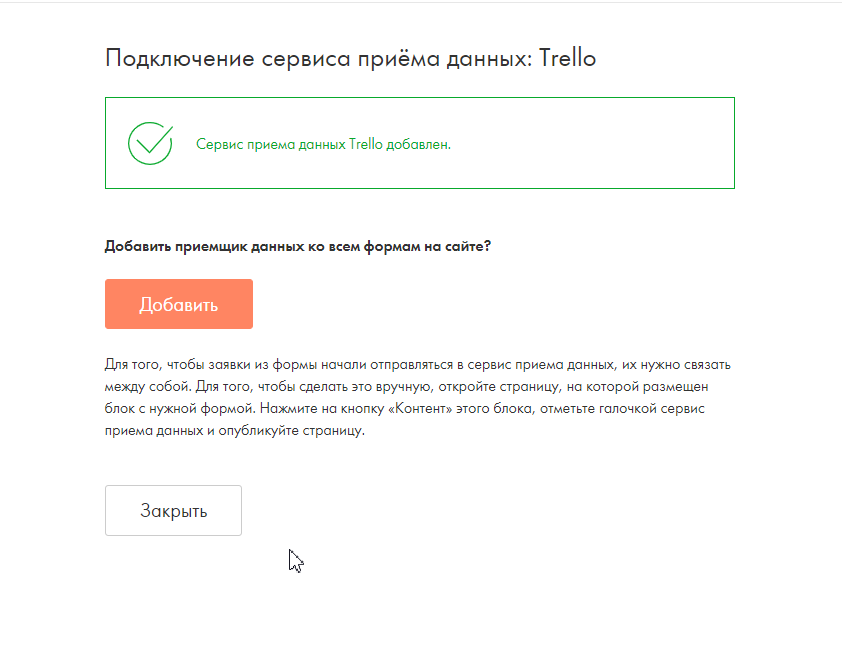 Подключение сервиса приёма данных: Trello
Сервис приема данных Trello добавлен.
Добавить приемщик данных ко всем формам на сайте?
Добавить
Для того, чтобы заявки из формы начали отправляться в сервис приема данных, их нужно связать
между собой. Для того, чтобы сделать это вручную, откройте страницу, на которой размещен
блок с нужной формой. Нажмите на кнопку «Контент» этого блока, отметьте галочкой сервис
приема данных и опубликуйте страницу.
Закрыть